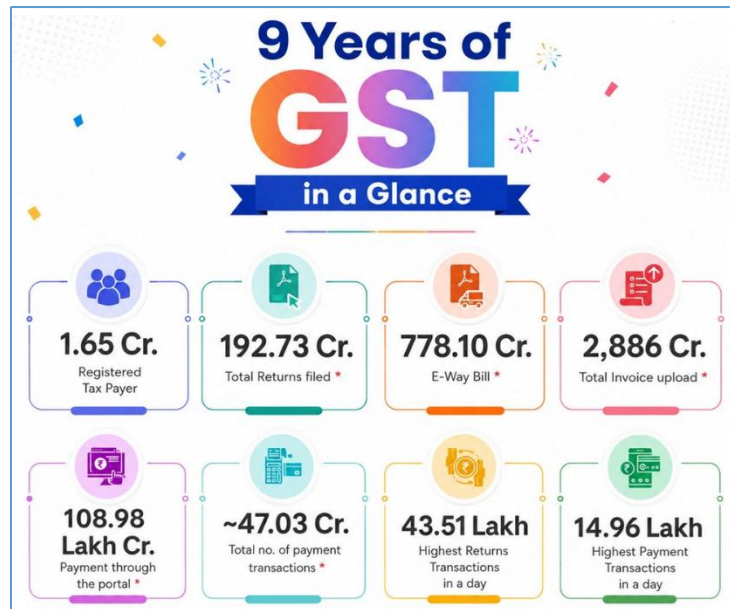 9 Years of
GST
in a Glance
1.65 Cr.
Registered
Tax Payer
192.73 Cr.
Total Returns filed *
778.10 Cr.
E-Way Bill *
2,886 Cr.
Total Invoice upload *
108.98
Lakh Cr.
Payment through
the portal *
~47.03 Cr.
Total no. of payment
transactions *
43.51 Lakh
Highest Returns
Transactions
in a day
14.96 Lakh
Highest Payment
Transactions
in a day